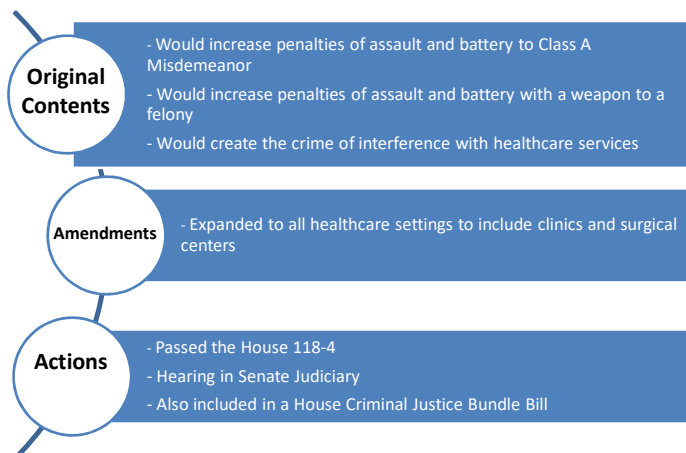 Original
Contents
- Would increase penalties of assault and battery to Class A
Misdemeanor
- Would increase penalties of assault and battery with a weapon to a
felony
- Would create the crime of interference with healthcare services
Amendments
- Expanded to all healthcare settings to include clinics and surgical
centers
Actions
- Passed the House 118-4
- Hearing in Senate Judiciary
- Also included in a House Criminal Justice Bundle Bill